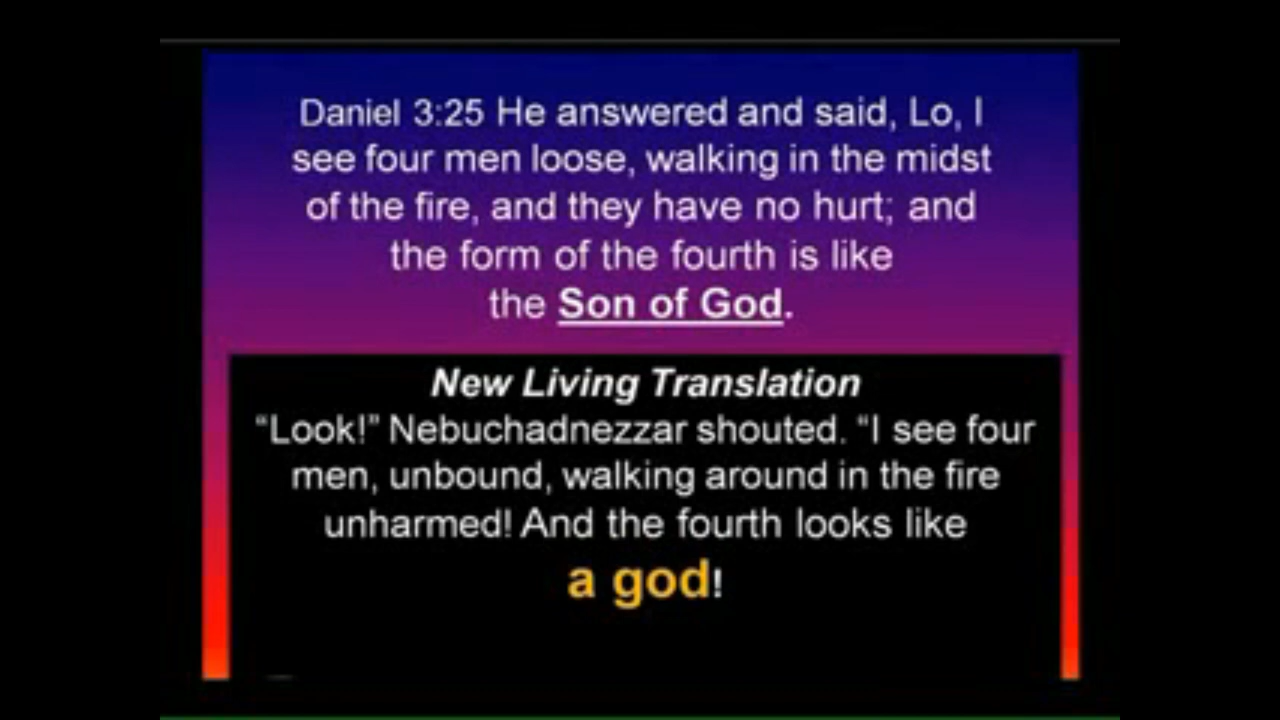 Daniel 3:25 He answered and said, Lo, I
see four men loose, walking in the midst
of the fire, and they have no hurt; and
the form of the fourth is like
the Son of God.
New Living Translation
“Look!” Nebuchadnezzar shouted. “I see four
men, unbound, walking around in the fire
unharmed! And the fourth looks like
a god!